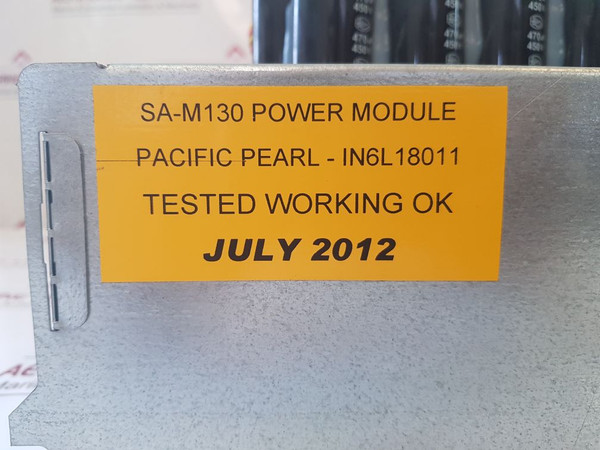 SA-M130 POWER MODULE
PACIFIC PEARL - IN6L18011
TESTED WORKING OK
JULY 2012